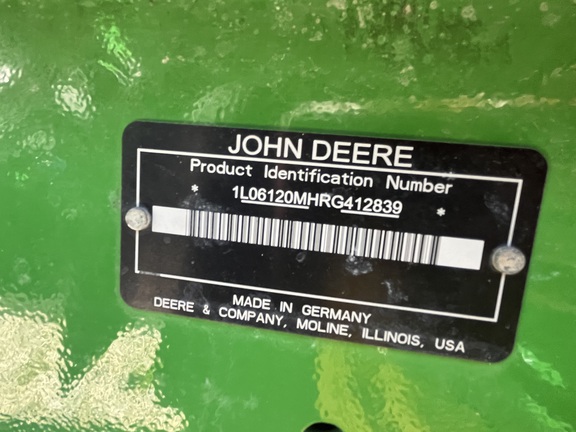 JOHN DEERE
Product Identification Number
* 1L06120MHRG412839 *
MADE IN GERMANY
DEERE & COMPANY, MOLINE, ILLINOIS, USA